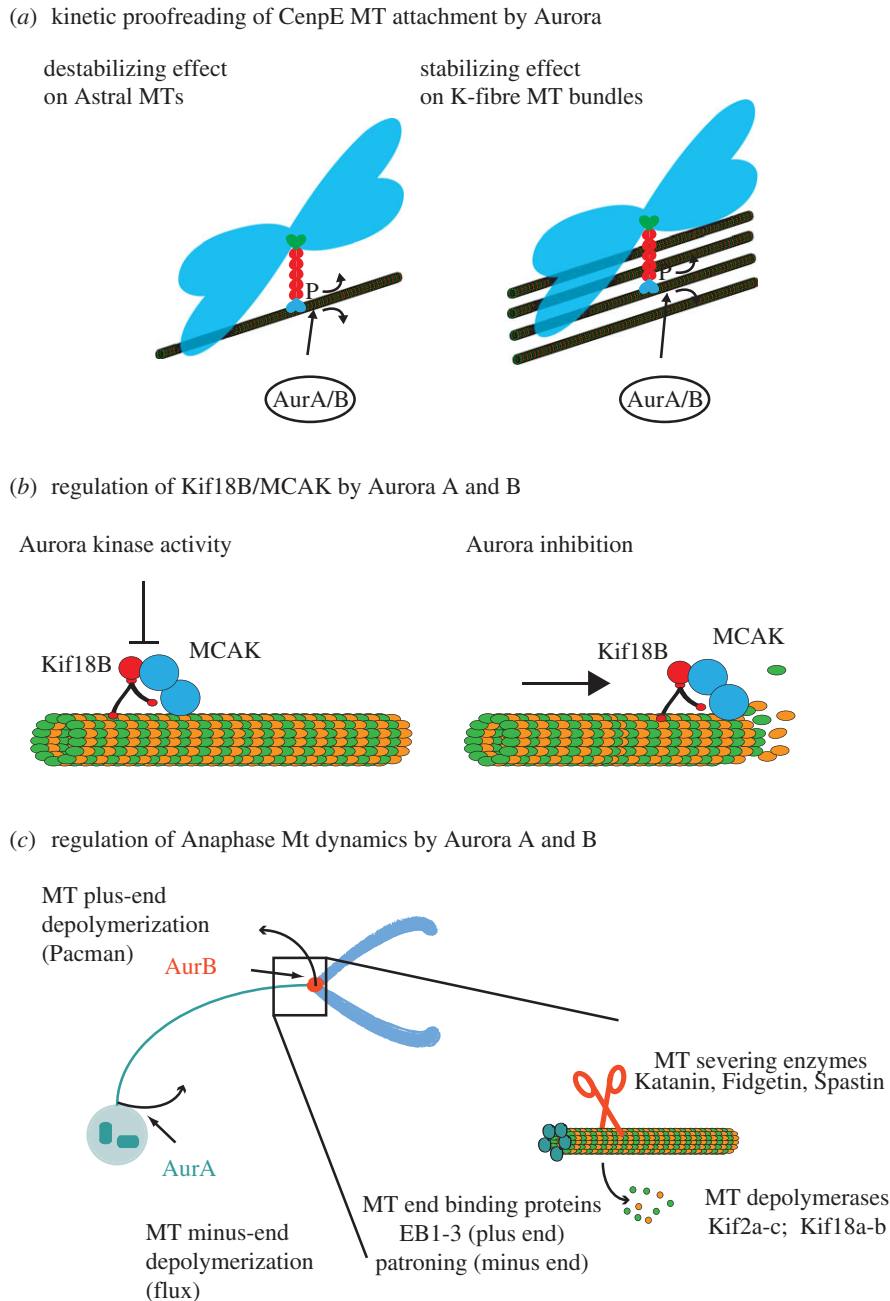 (a) kinetic proofreading of CenpE MT attachment by Aurora
destabilizing effect
on Astral MTs
stabilizing effect
on K-fibre MT bundles
P
P
AurA/B
AurA/B
(b) regulation of Kif18B/MCAK by Aurora A and B
Aurora kinase activity
Aurora inhibition
Kif18B
MCAK
Kif18B
MCAK
(c) regulation of Anaphase Mt dynamics by Aurora A and B
MT plus-end
depolymerization
(Pacman)
AurB
AurA
MT minus-end
depolymerization
(flux)
MT severing enzymes
Katanin, Fidgetin, Spastin
MT end binding proteins
EB1-3 (plus end)
patroning (minus end)
MT depolymerases
Kif2a-c; Kif18a-b